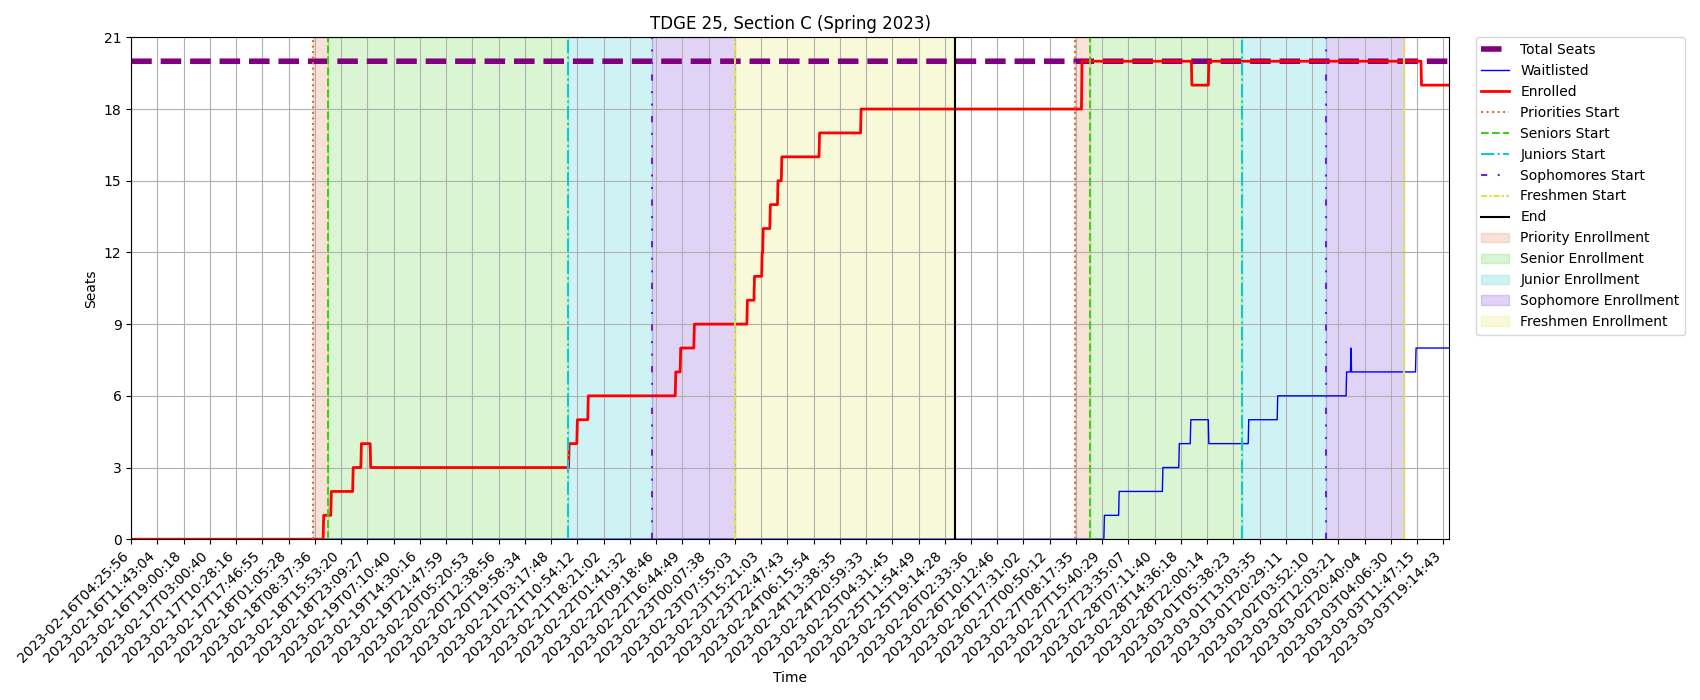 TDGE 25, Section C (Spring 2023)
Seats
21
18
15
12
9
6
3
0
2023-02-16T04:25:56
2023-02-16T11:43:04
2023-02-16T19:00:18
2023-02-17T03:00:40
2023-02-17T10:28:16
2023-02-17T17:46:55
2023-02-18T01:05:28
2023-02-18T08:37:36
2023-02-18T15:53:20
2023-02-18T23:09:27
2023-02-19T07:10:40
2023-02-19T14:30:16
2023-02-19T21:47:59
2023-02-20T05:20:53
2023-02-20T12:38:56
2023-02-20T19:58:34
2023-02-21T03:17:48
2023-02-21T10:54:12
2023-02-21T18:21:02
2023-02-22T01:41:32
2023-02-22T09:18:46
2023-02-22T16:44:49
2023-02-23T00:07:38
2023-02-23T07:55:03
2023-02-23T15:21:03
2023-02-23T22:47:43
2023-02-24T06:15:54
2023-02-24T13:38:35
2023-02-24T20:59:33
2023-02-25T04:31:45
2023-02-25T11:54:49
2023-02-25T19:14:28
2023-02-26T02:33:36
2023-02-26T10:12:46
2023-02-26T17:31:02
2023-02-27T00:50:12
2023-02-27T08:17:35
2023-02-27T15:40:29
2023-02-27T23:35:07
2023-02-28T07:11:40
2023-02-28T14:36:18
2023-02-28T22:00:14
2023-03-01T05:38:23
2023-03-01T13:03:35
2023-03-01T20:29:11
2023-03-02T03:52:10
2023-03-02T12:03:21
2023-03-02T20:40:04
2023-03-03T04:06:30
2023-03-03T11:47:15
2023-03-03T19:14:43
Time
Total Seats
Waitlisted
Enrolled
Priorities Start
Seniors Start
Juniors Start
Sophomores Start
Freshmen Start
End
Priority Enrollment
Senior Enrollment
Junior Enrollment
Sophomore Enrollment
Freshmen Enrollment